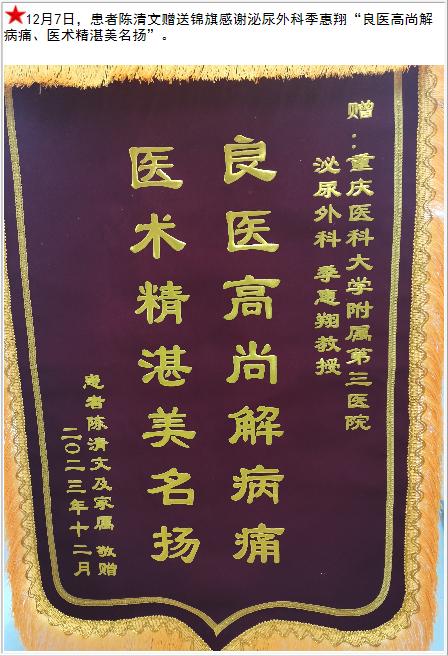 ★12月7日，患者陈清文赠送锦旗感谢泌尿外科季惠翔“良医高尚解
病痛、医术精湛美名扬”。
赠：重庆医科大学附属第三医院
泌尿外科 季惠翔教授
良医高尚解病痛
医术精湛美名扬
患者陈清文及家属 敬赠
二〇二三年十二月